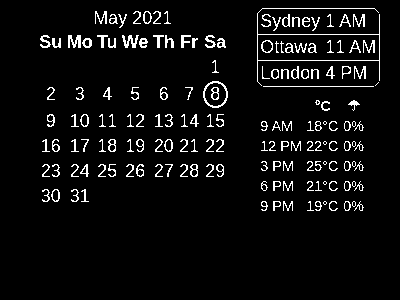 May 2021
Su Mo Tu We Th Fr Sa
1
2 3 4 5 6 7 8
9 10 11 12 13 14 15
16 17 18 19 20 21 22
23 24 25 26 27 28 29
30 31
Sydney 1 AM
Ottawa 11 AM
London 4 PM
°C ☂
9 AM 18°C 0%
12 PM 22°C 0%
3 PM 25°C 0%
6 PM 21°C 0%
9 PM 19°C 0%